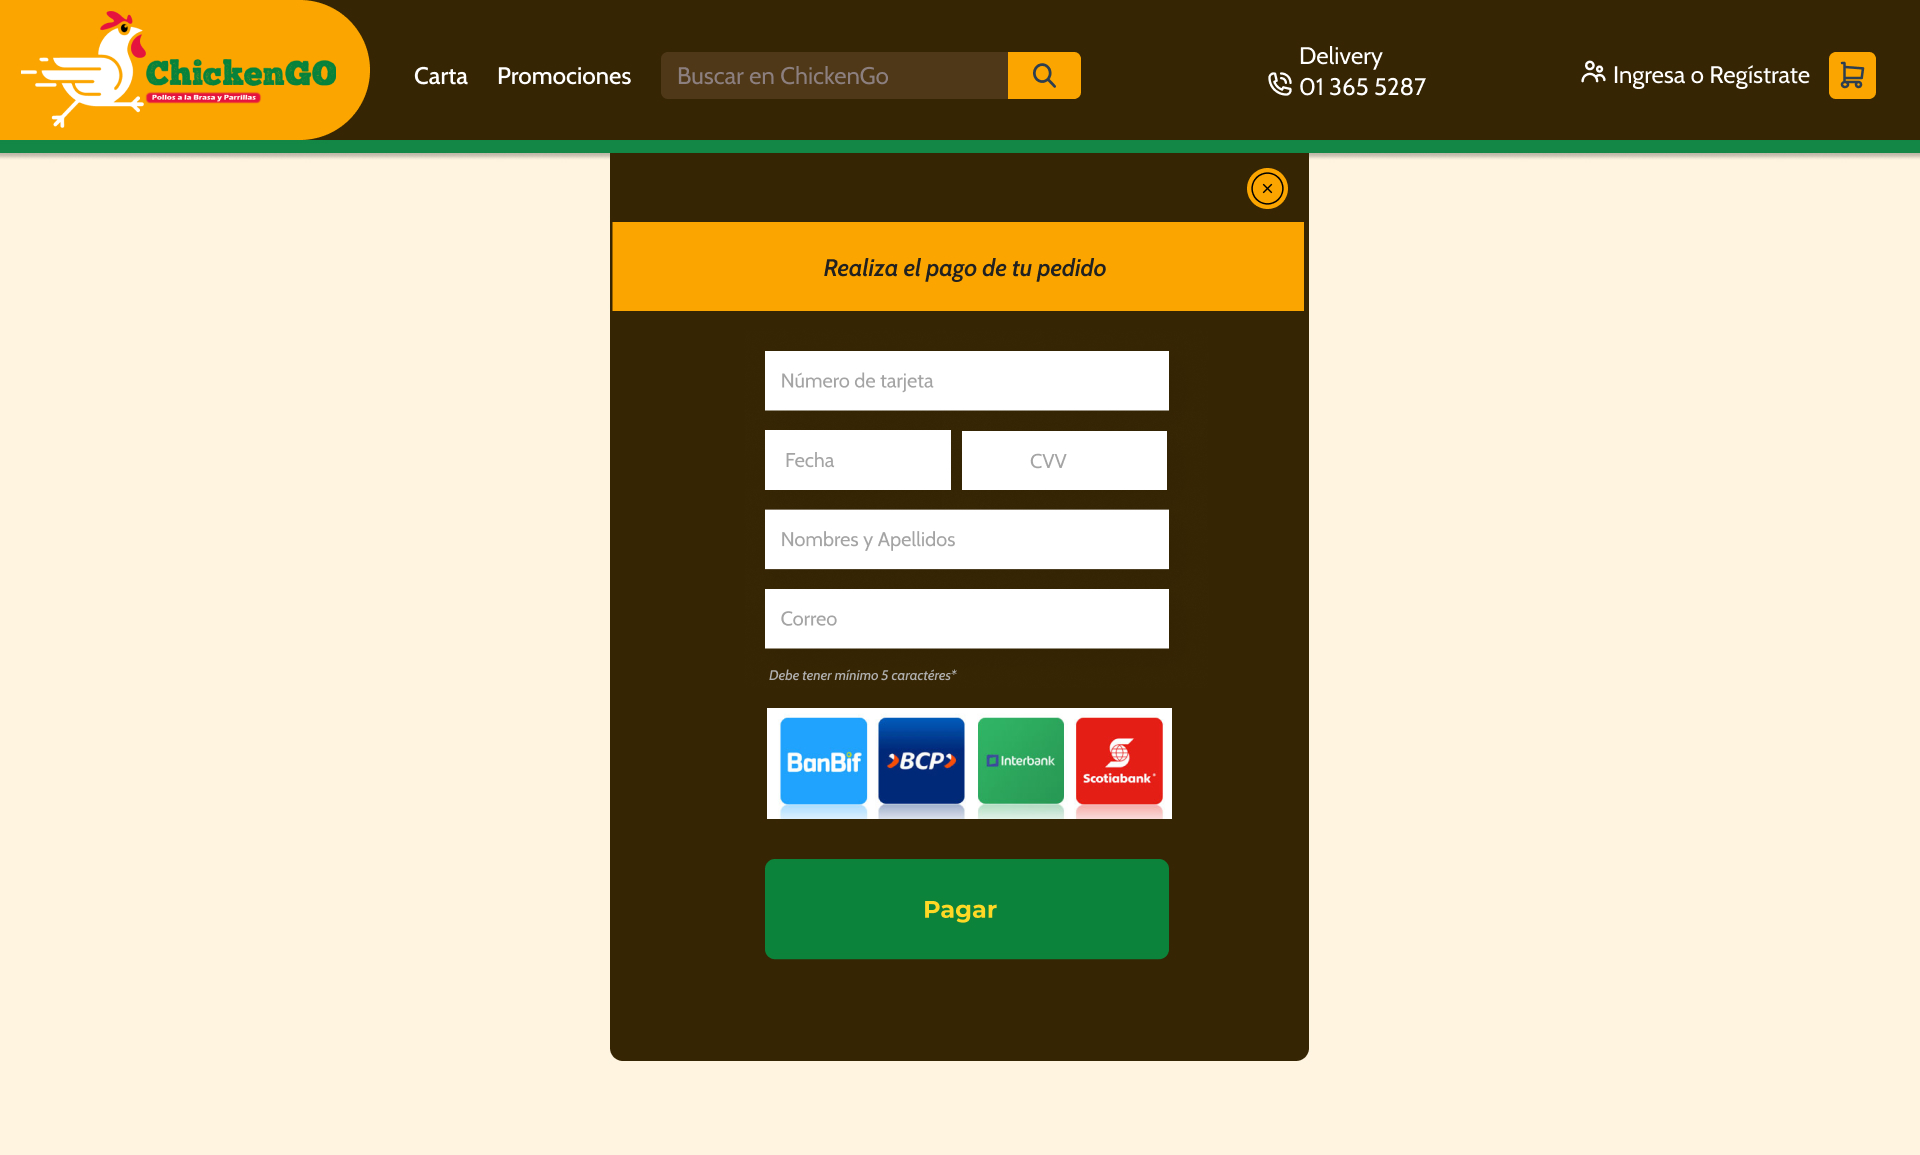 ChickenGO
Pollos a la Brasa y Parrillas
Carta
Promociones
Buscar en ChickenGo
Delivery
01 365 5287
Ingresa o Regístrate
Realiza el pago de tu pedido
Número de tarjeta
Fecha
CVV
Nombres y Apellidos
Correo
Debe tener mínimo 5 caractéres*
BanBif
BCP
Interbank
Scotiabank
Pagar